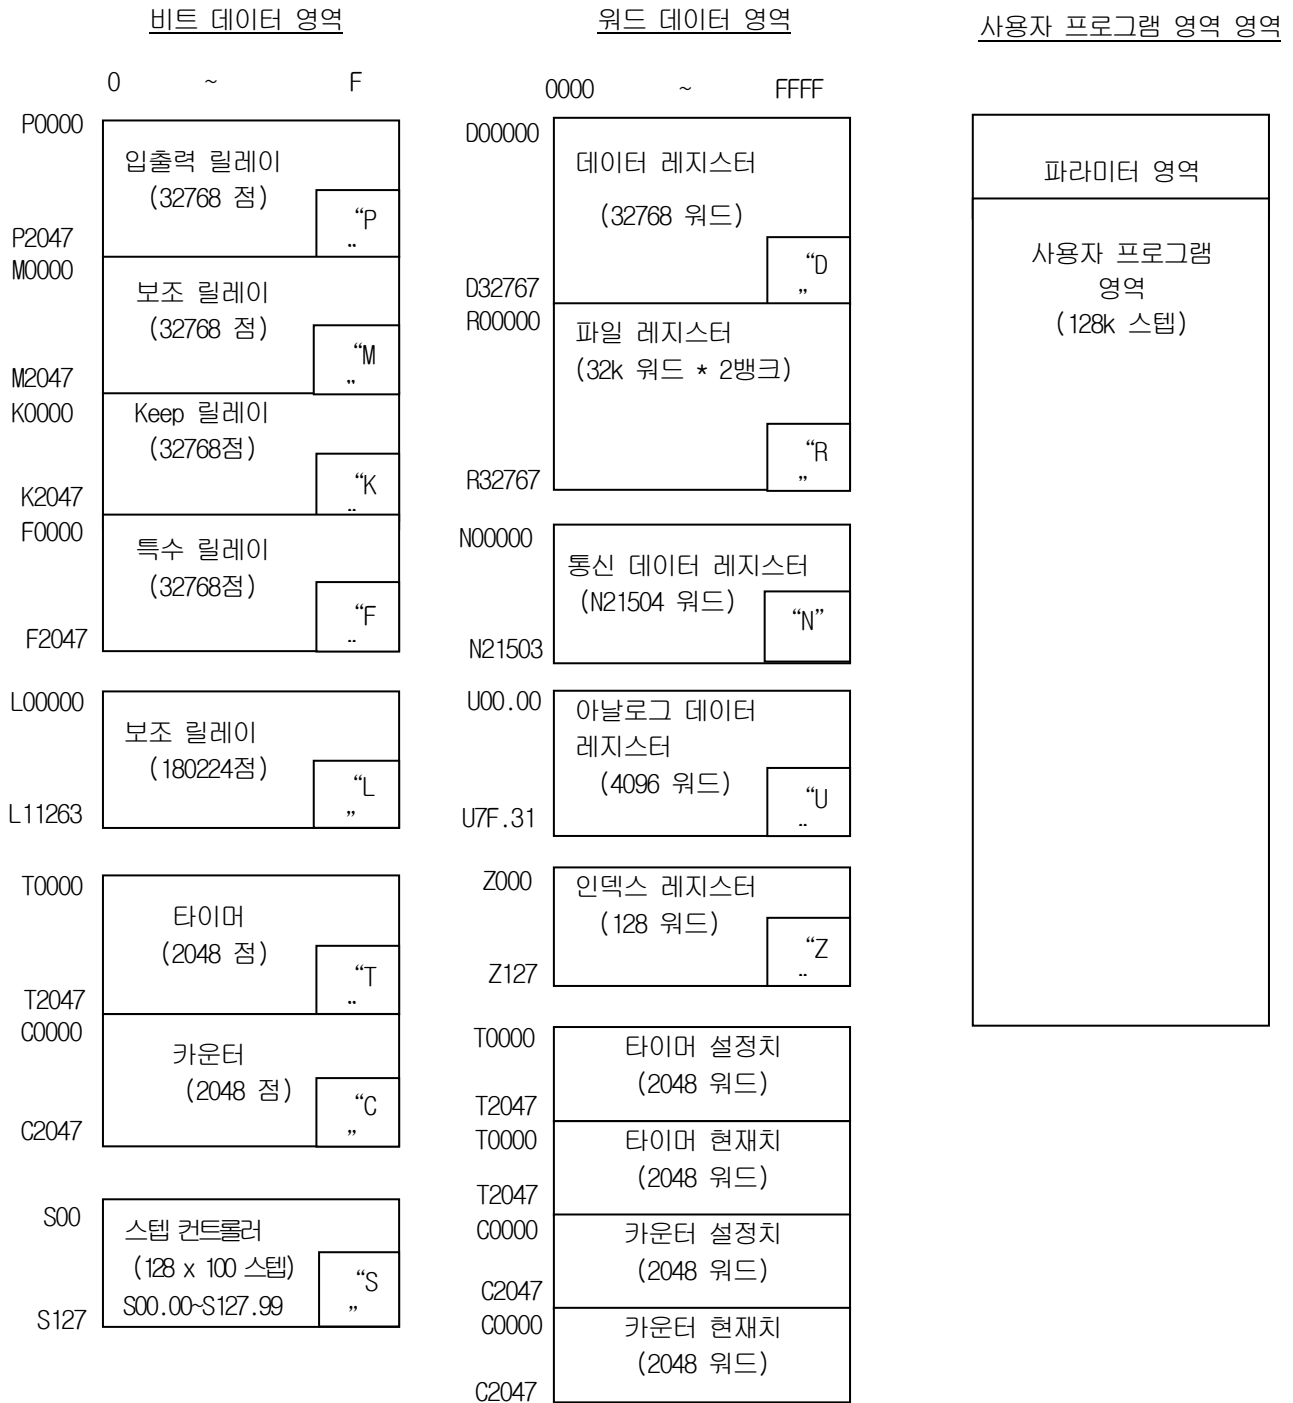 비트 데이터 영역
0 ~ F
P0000
입출력 릴레이
(32768 점)
“P
”
P2047
M0000
보조 릴레이
(32768 점)
“M
”
M2047
K0000
Keep 릴레이
(32768점)
“K
”
K2047
F0000
특수 릴레이
(32768점)
“F
”
F2047
L00000
보조 릴레이
(180224점)
“L
”
L11263
T0000
타이머
(2048 점)
“T
”
T2047
C0000
카운터
(2048 점)
“C
”
C2047
S00
스텝 컨트롤러
(128 x 100 스텝)
S00.00~S127.99
“S
”
S127
워드 데이터 영역
0000 ~ FFFF
D00000
데이터 레지스터
(32768 워드)
“D
”
D32767
R00000
파일 레지스터
(32k 워드 * 2뱅크)
“R
”
R32767
N00000
통신 데이터 레지스터
(N21504 워드)
“N”
N21503
U00.00
아날로그 데이터
레지스터
(4096 워드)
“U
”
U7F.31
Z000
인덱스 레지스터
(128 워드)
“Z
”
Z127
T0000
타이머 설정치
(2048 워드)
T2047
T0000
타이머 현재치
(2048 워드)
T2047
C0000
카운터 설정치
(2048 워드)
C2047
C0000
카운터 현재치
(2048 워드)
C2047
사용자 프로그램 영역 영역
파라미터 영역
사용자 프로그램
영역
(128k 스텝)